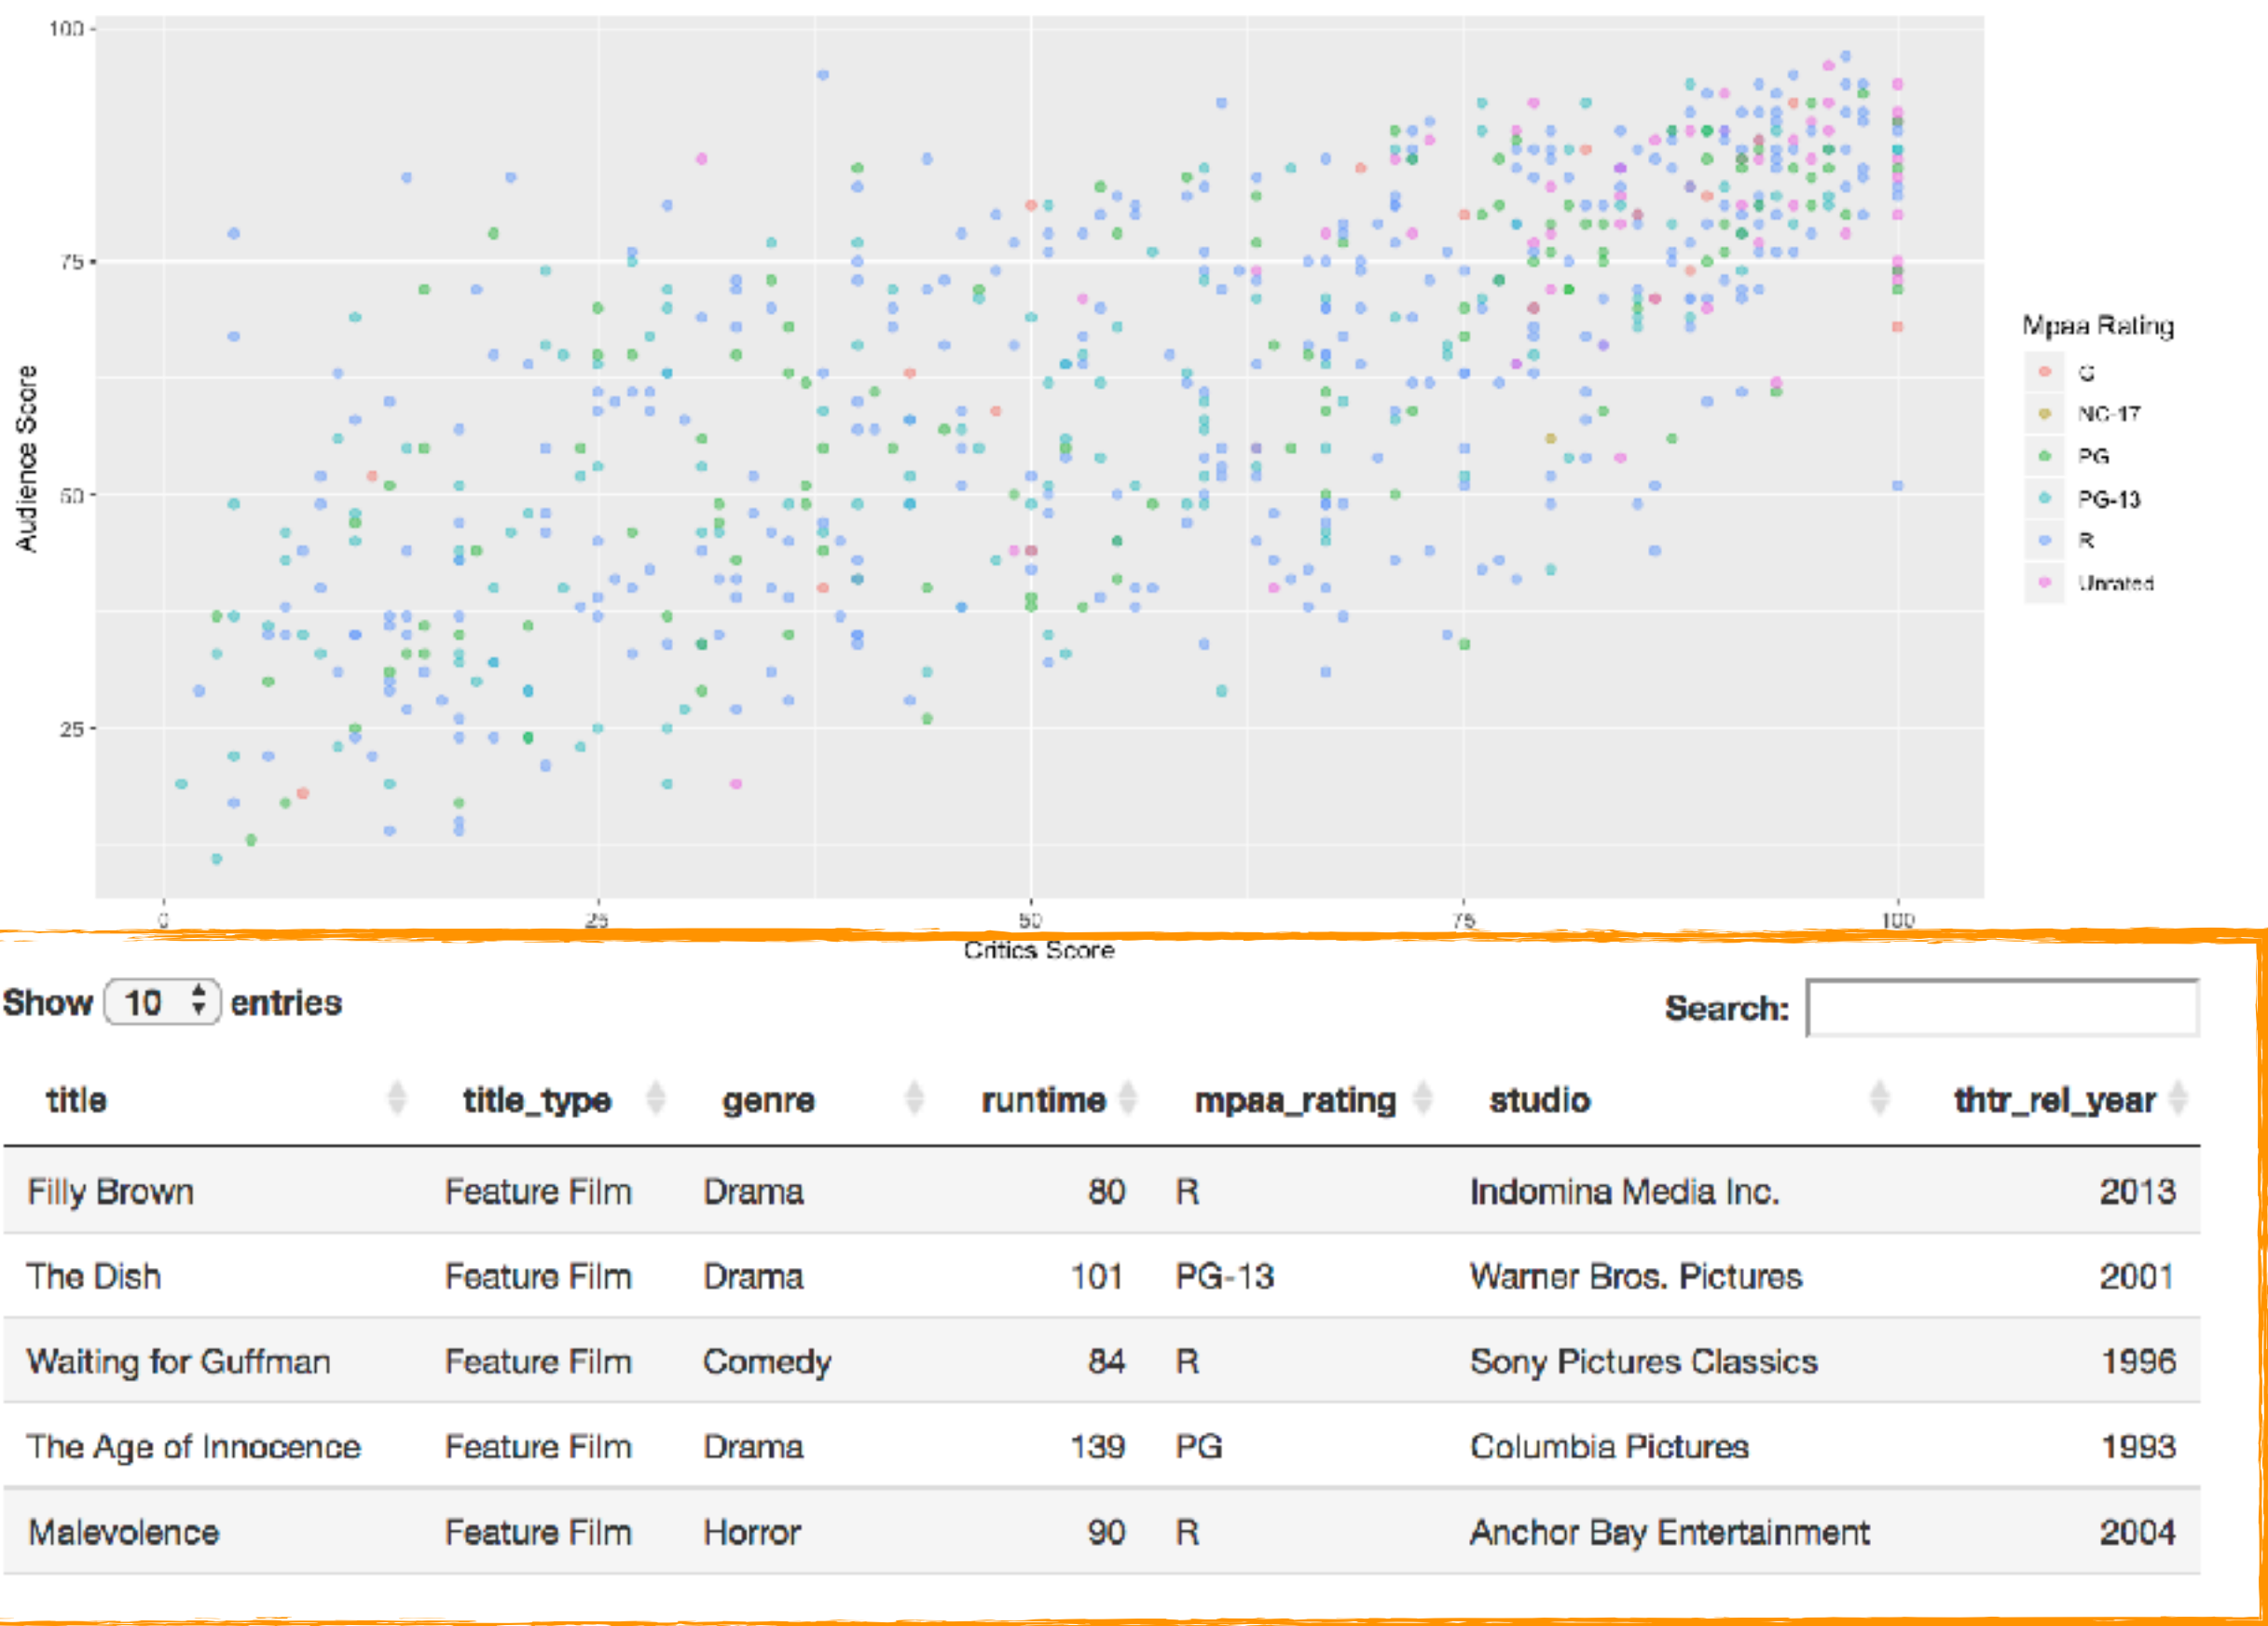 100
75
50
25
Audience Score
0 25 50 75 100
Critics Score
Mpaa Rating
G
NC-17
PG
PG-13
R
Unrated
Show 10 entries
Search:
title title_type genre runtime mpaa_rating studio thtr_rel_year
Filly Brown Feature Film Drama 80 R Indomina Media Inc. 2013
The Dish Feature Film Drama 101 PG-13 Warner Bros. Pictures 2001
Waiting for Guffman Feature Film Comedy 84 R Sony Pictures Classics 1996
The Age of Innocence Feature Film Drama 139 PG Columbia Pictures 1993
Malevolence Feature Film Horror 90 R Anchor Bay Entertainment 2004